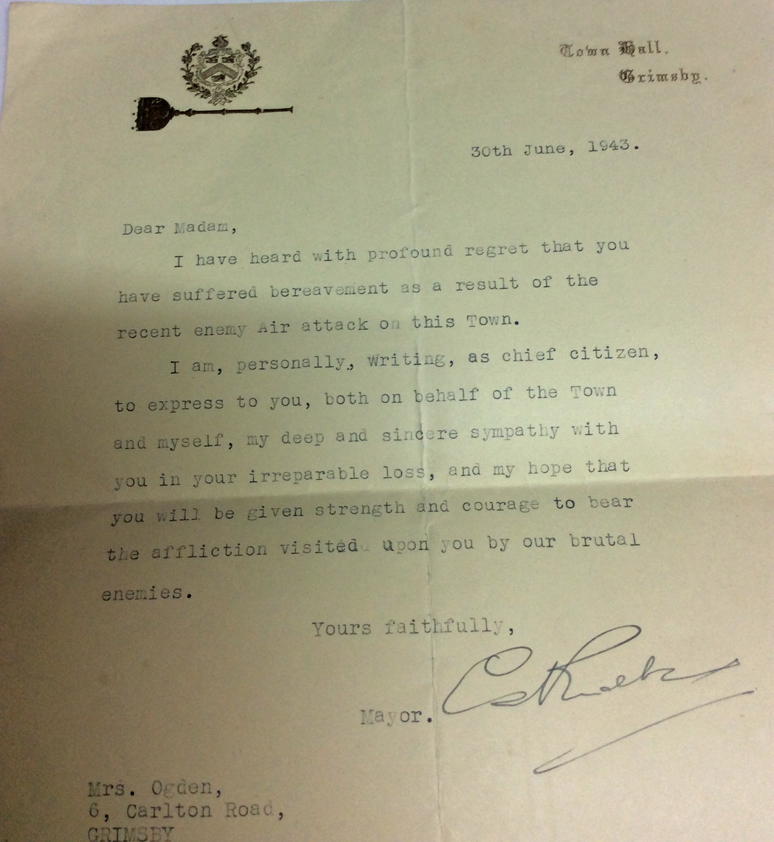 Town Hall.
Grimsby.
30th June, 1943.
Dear Madam,
I have heard with profound regret that you
have suffered bereavement as a result of the
recent enemy Air attack on this Town.
I am, personally, Writing, as chief citizen,
to express to you, both on behalf of the Town
and myself, my deep and sincere sympathy with
you in your irreparable loss, and my hope that
you will be given strength and courage to bear
the affliction visited upon you by our brutal
enemies.
Yours faithfully,
Mayor.
Mrs. Ogden,
6, Carlton Road,
GRIMSBY